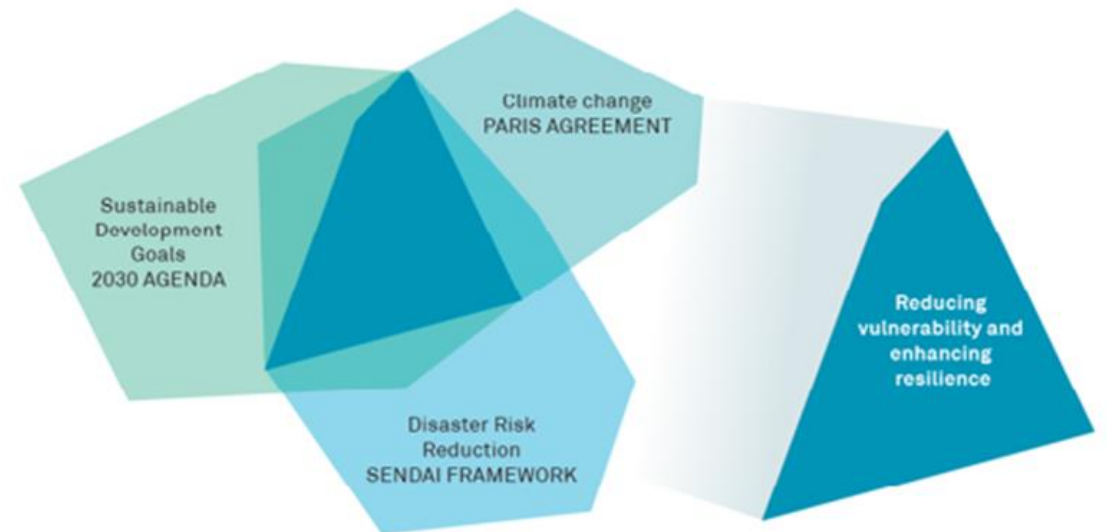 Climate change
PARIS AGREEMENT
Sustainable
Development
Goals
2030 AGENDA
Disaster Risk
Reduction
SENDAI FRAMEWORK
Reducing
vulnerability and
enhancing
resilience